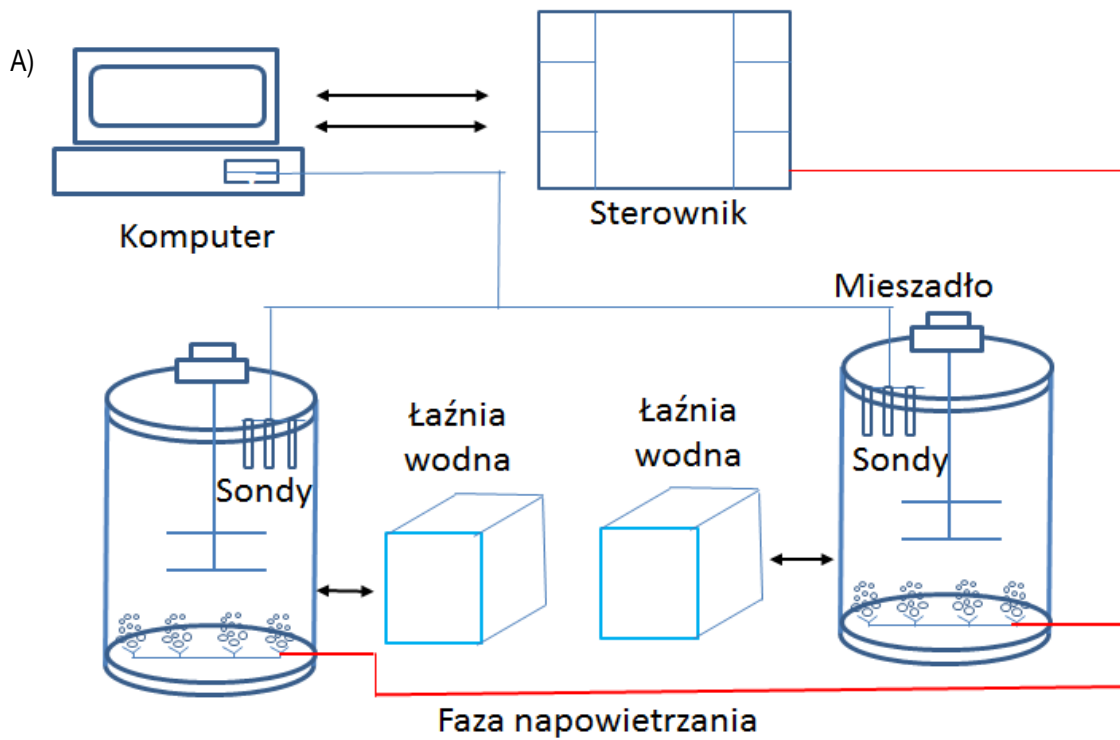 A)
Komputer
Sterownik
Mieszadło
Łaźnia
wodna
Łaźnia
wodna
Sondy
Sondy
Faza napowietrzania